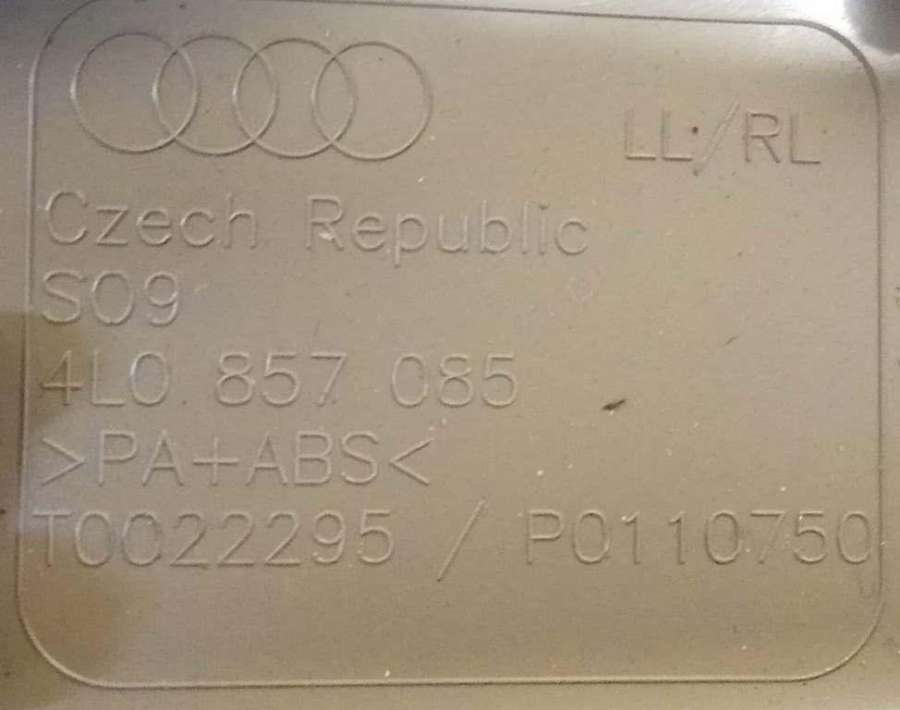 LL/RL
Czech Republic
S09
4L0 857 085
>PA+ABS<
T0022295 / P0110750